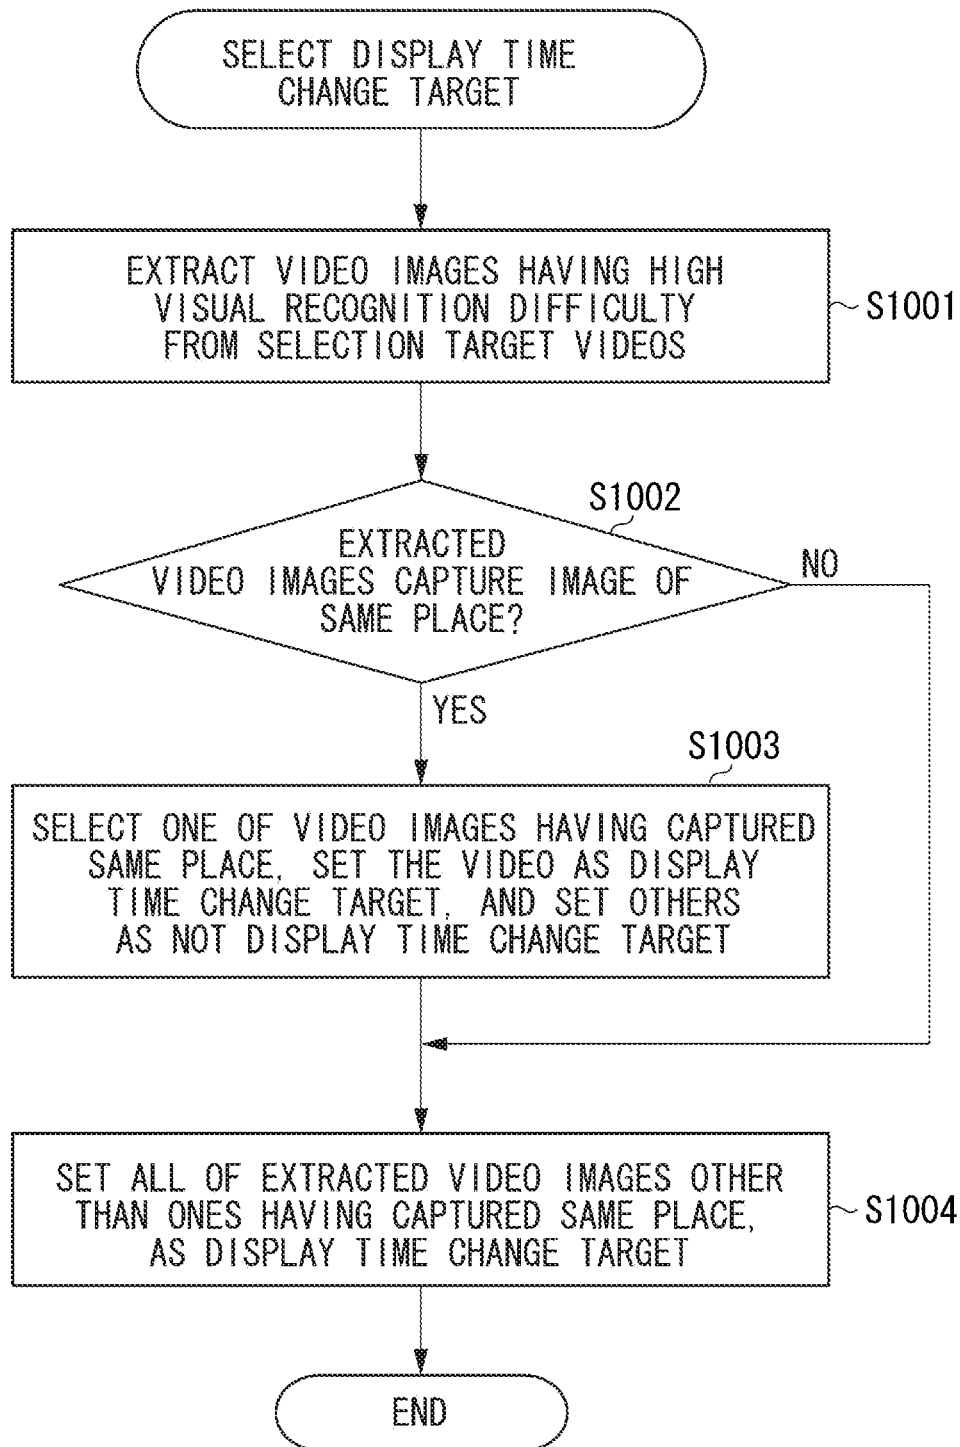 SELECT DISPLAY TIME
CHANGE TARGET
EXTRACT VIDEO IMAGES HAVING HIGH
VISUAL RECOGNITION DIFFICULTY
FROM SELECTION TARGET VIDEOS
S1001
S1002
EXTRACTED
VIDEO IMAGES CAPTURE IMAGE OF
SAME PLACE?
NO
YES
S1003
SELECT ONE OF VIDEO IMAGES HAVING CAPTURED
SAME PLACE, SET THE VIDEO AS DISPLAY
TIME CHANGE TARGET, AND SET OTHERS
AS NOT DISPLAY TIME CHANGE TARGET
SET ALL OF EXTRACTED VIDEO IMAGES OTHER
THAN ONES HAVING CAPTURED SAME PLACE,
AS DISPLAY TIME CHANGE TARGET
S1004
END